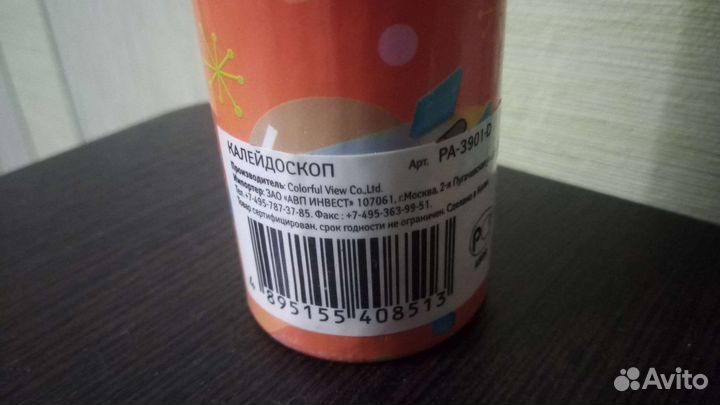 КАЛЕЙДОСКОП Арт. PA-3901-D
Производитель: Colorful View Co.,Ltd.
Импортер: ЗАО «АВП ИНВЕСТ» 107061, г.Москва, 2-я Пугачевская
Тел. +7-495-787-37-85. Факс : +7-495-363-99-51.
Товар сертифицирован. срок годности не ограничен. Сделано в
4 895155 408513
Avito